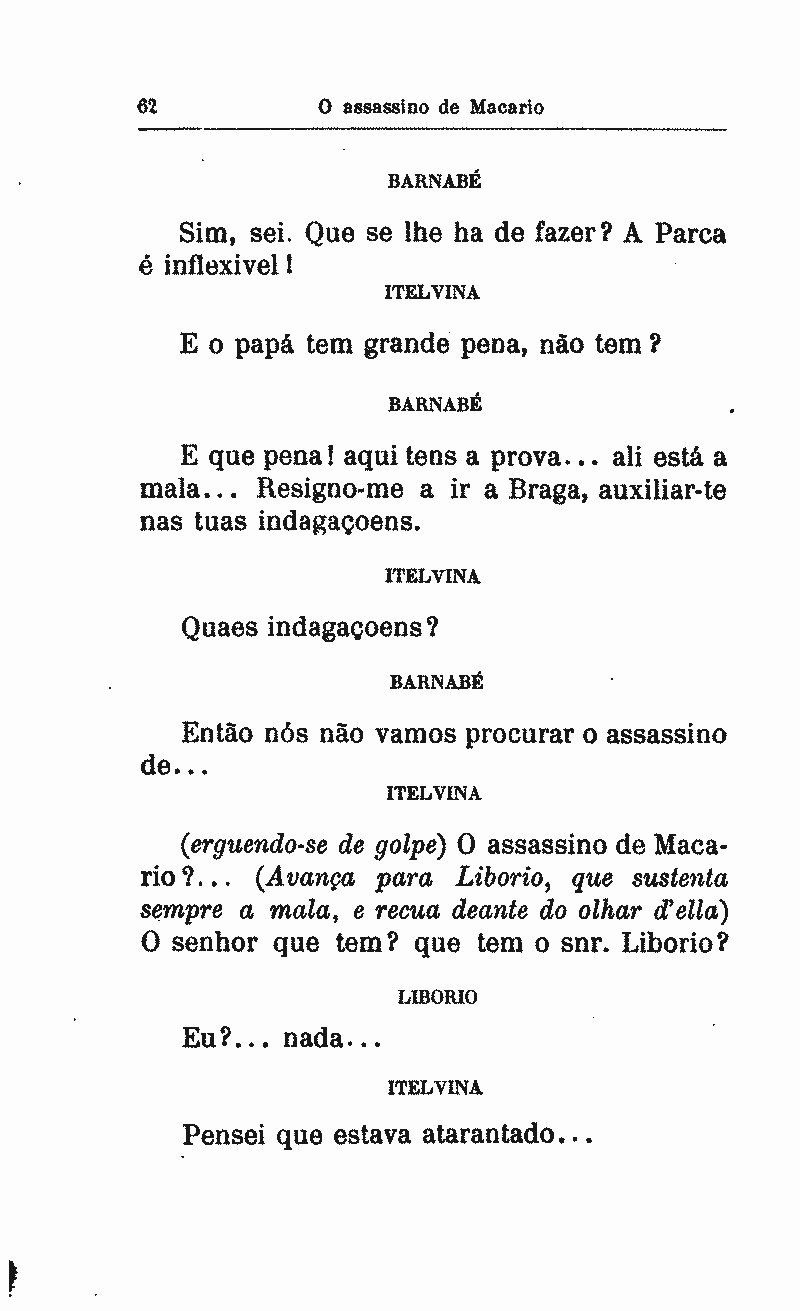 62 O assassino de Macario
BARNABÉ
Sim, sei. Que se lhe ha de fazer? A Parca
é inflexivel!
ITELVINA
E o papá tem grande pena, não tem?
BARNABÉ
E que pena! aqui tens a prova... ali está a
mala... Resigno-me a ir a Braga, auxiliar-te
nas tuas indagaçoens.
ITELVINA
Quaes indagaçoens?
BARNABÉ
Então nós não vamos procurar o assassino
de...
ITELVINA
(erguendo-se de golpe) O assassino de Maca-
rio?... (Avança para Liborio, que sustenta
sempre a mala, e recua deante do olhar d'ella)
O senhor que tem? que tem o snr. Liborio?
LIBORIO
Eu?... nada...
ITELVINA
Pensei que estava atarantado...